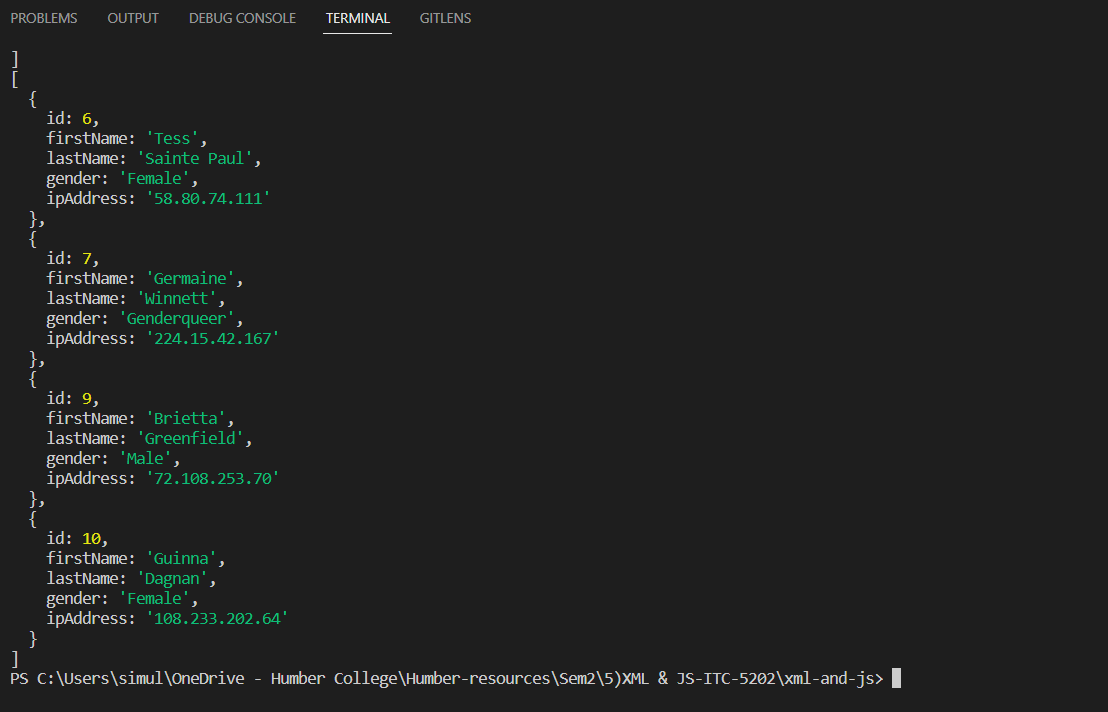 PROBLEMS OUTPUT DEBUG CONSOLE TERMINAL GITLENS
]
[
  {
    id: 6,
    firstName: 'Tess',
    lastName: 'Sainte Paul',
    gender: 'Female',
    ipAddress: '58.80.74.111'
  },
  {
    id: 7,
    firstName: 'Germaine',
    lastName: 'Winnett',
    gender: 'Genderqueer',
    ipAddress: '224.15.42.167'
  },
  {
    id: 9,
    firstName: 'Brietta',
    lastName: 'Greenfield',
    gender: 'Male',
    ipAddress: '72.108.253.70'
  },
  {
    id: 10,
    firstName: 'Guinna',
    lastName: 'Dagnan',
    gender: 'Female',
    ipAddress: '108.233.202.64'
  }
]
PS C:\Users\simul\OneDrive - Humber College\Humber-resources\Sem2\5)XML & JS-ITC-5202\xml-and-js>